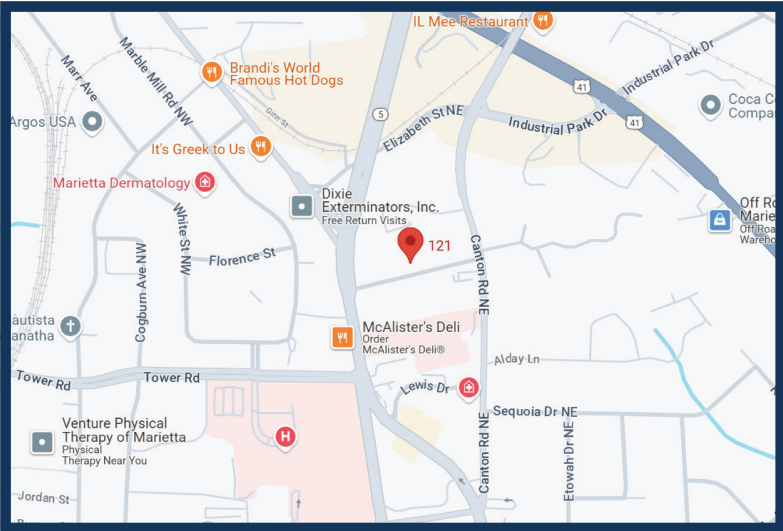 IL Mee Restaurant
Marr Ave
Marble Mill Rd NW
Brandi's World
Famous Hot Dogs
41
Industrial Park Dr
Argos USA
Ginn St
5
Elizabeth St NE
Industrial Park Dr
41
Coca C
Compa
It's Greek to Us
Marietta Dermatology
Dixie
Exterminators, Inc.
Free Return Visits
Off Ro
Marie
Off Roa
Wareho
White St NW
121
Florence St
Cogburn Ave NW
Canton Rd NE
autista
anatha
McAlister's Deli
Order
McAlister's Deli®
Alday Ln
Tower Rd
Tower Rd
Lewis Dr
Sequoia Dr NE
Venture Physical
Therapy of Marietta
Physical
Therapy Near You
H
Canton Rd NE
Etowah Dr NE
Jordan St